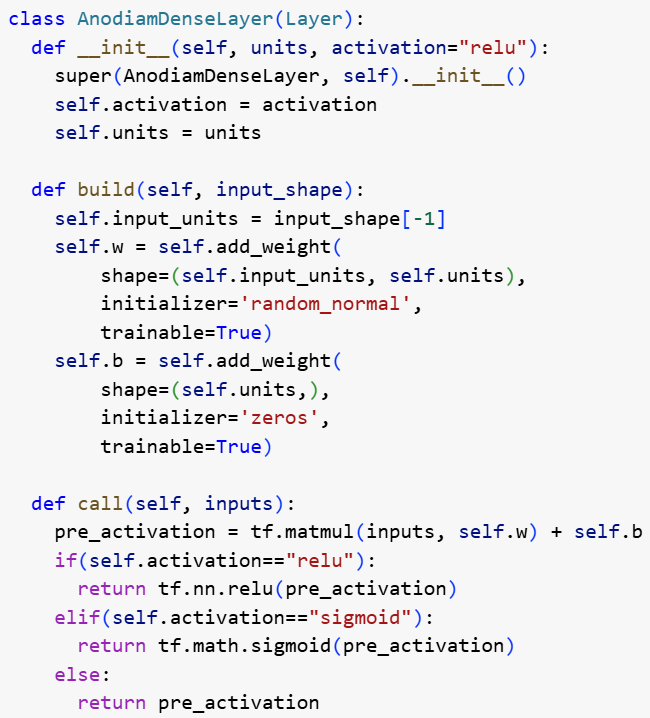 class AnodiamDenseLayer(Layer):
  def __init__(self, units, activation="relu"):
    super(AnodiamDenseLayer, self).__init__()
    self.activation = activation
    self.units = units

  def build(self, input_shape):
    self.input_units = input_shape[-1]
    self.w = self.add_weight(
        shape=(self.input_units, self.units),
        initializer='random_normal',
        trainable=True)
    self.b = self.add_weight(
        shape=(self.units,),
        initializer='zeros',
        trainable=True)

  def call(self, inputs):
    pre_activation = tf.matmul(inputs, self.w) + self.b
    if(self.activation=="relu"):
      return tf.nn.relu(pre_activation)
    elif(self.activation=="sigmoid"):
      return tf.math.sigmoid(pre_activation)
    else:
      return pre_activation